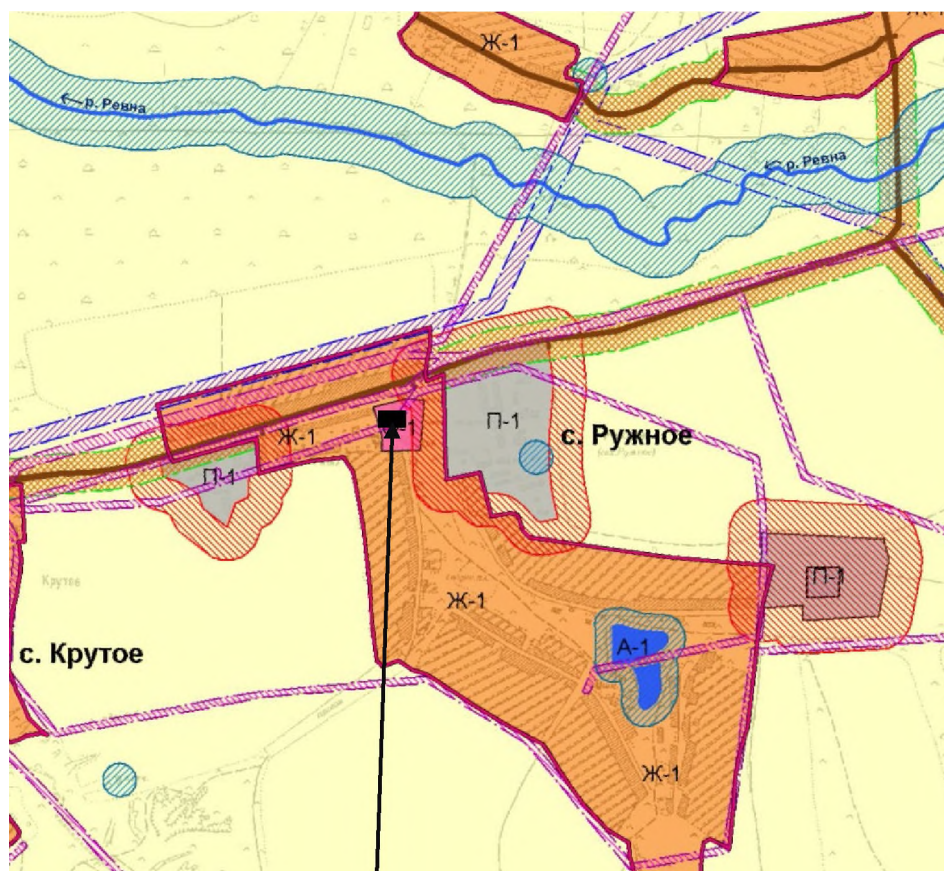 Ж-1
р. Ревна
р. Ревна
П-1
с. Ружное
Ж-1
П-1
Крутое
П-1
Ж-1
с. Крутое
А-1
Ж-1